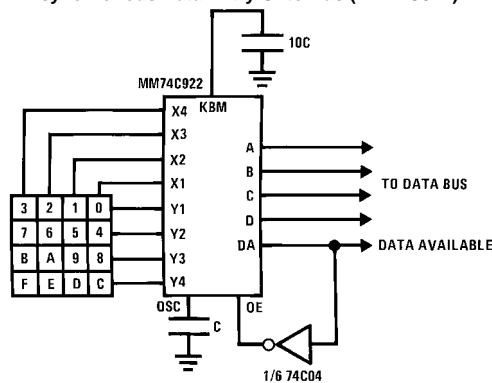 10C
MM74C922
KBM
X4
X3
X2
X1
Y1
Y2
Y3
Y4
A
B
C
D
DA
TO DATA BUS
DATA AVAILABLE
3 2 1 0
7 6 5 4
B A 9 8
F E D C
OSC
OE
C
1/6 74C04